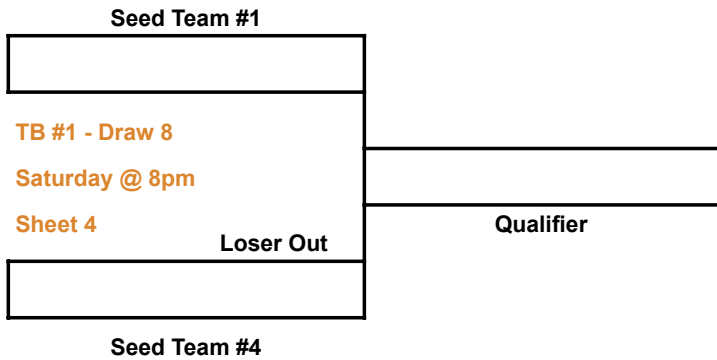 Seed Team #1
TB #1 - Draw 8
Saturday @ 8pm
Sheet 4
Loser Out
Qualifier
Seed Team #4